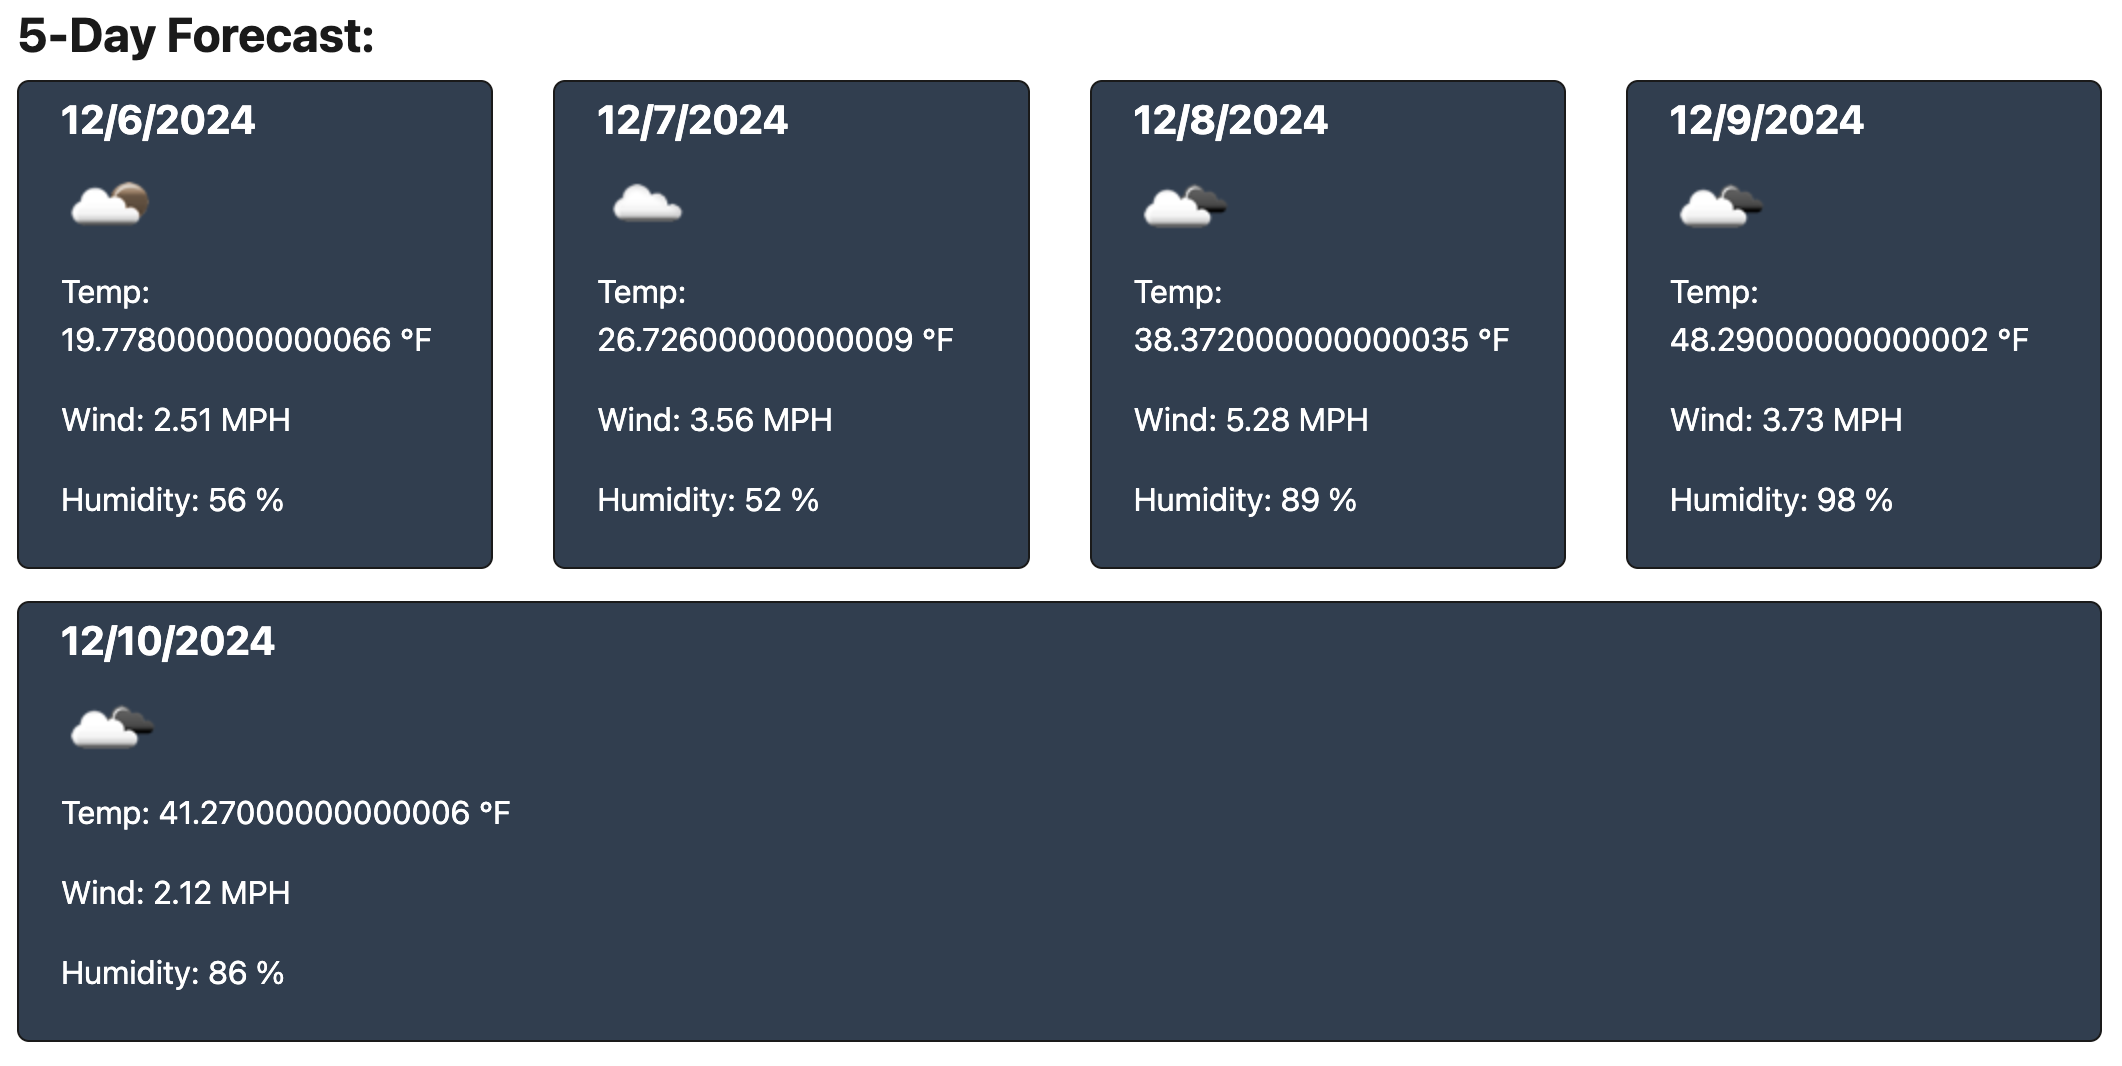 5-Day Forecast:
12/6/2024
Temp:
19.778000000000066 °F
Wind: 2.51 MPH
Humidity: 56 %
12/7/2024
Temp:
26.72600000000009 °F
Wind: 3.56 MPH
Humidity: 52 %
12/8/2024
Temp:
38.372000000000035 °F
Wind: 5.28 MPH
Humidity: 89 %
12/9/2024
Temp:
48.29000000000002 °F
Wind: 3.73 MPH
Humidity: 98 %
12/10/2024
Temp: 41.27000000000006 °F
Wind: 2.12 MPH
Humidity: 86 %